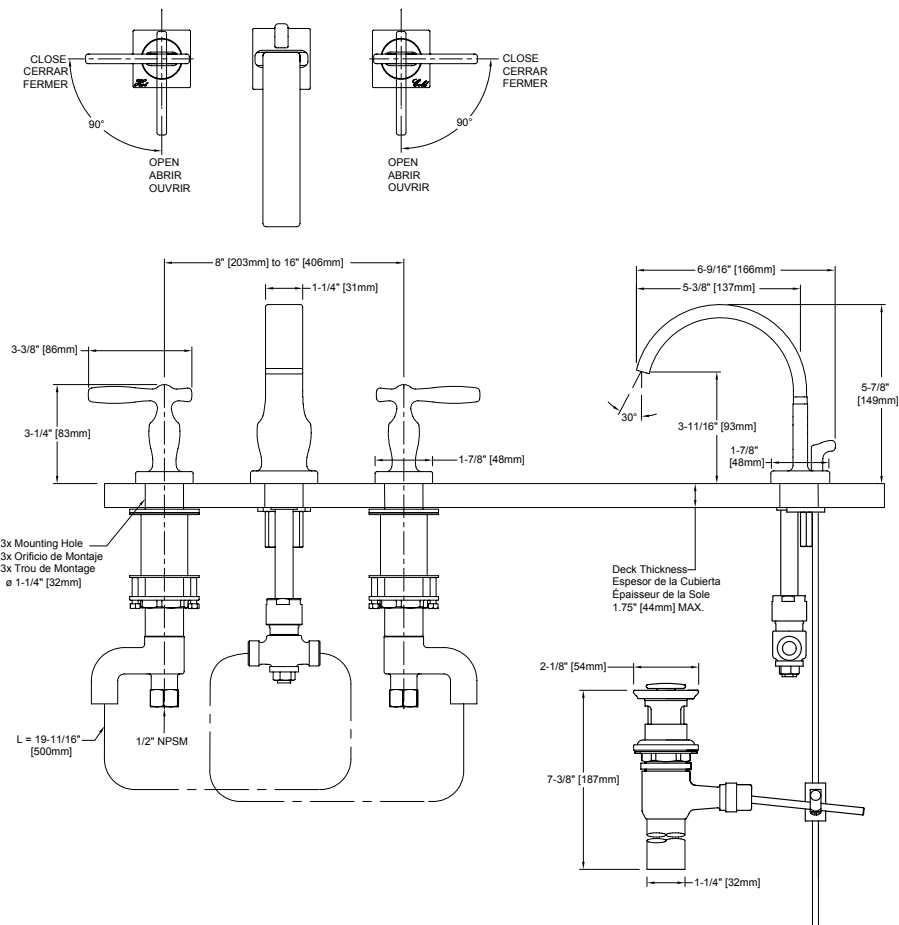 CLOSE
CERRAR
FERMER
90°
OPEN
ABRIR
OUVRIR
Hot
Cold
CLOSE
CERRAR
FERMER
90°
OPEN
ABRIR
OUVRIR
8" [203mm] to 16" [406mm]
1-1/4" [31mm]
3-3/8" [86mm]
3-1/4" [83mm]
1-7/8" [48mm]
6-9/16" [166mm]
5-3/8" [137mm]
5-7/8"
[149mm]
30°
3-11/16" [93mm]
1-7/8"
[48mm]
3x Mounting Hole
3x Orificio de Montaje
3x Trou de Montage
ø 1-1/4" [32mm]
Deck Thickness
Espesor de la Cubierta
Épaisseur de la Sole
1.75" [44mm] MAX.
L = 19-11/16"
[500mm]
1/2" NPSM
2-1/8" [54mm]
7-3/8" [187mm]
1-1/4" [32mm]